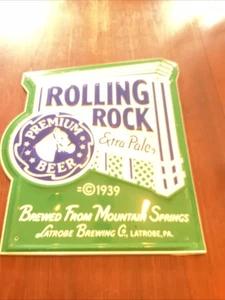 ROLLING
ROCK
Extra Pale
PREMIUM
BEER
=©1939
BREWED FROM MOUNTAIN SPRINGS
LATROBE BREWING CO., LATROBE, PA.